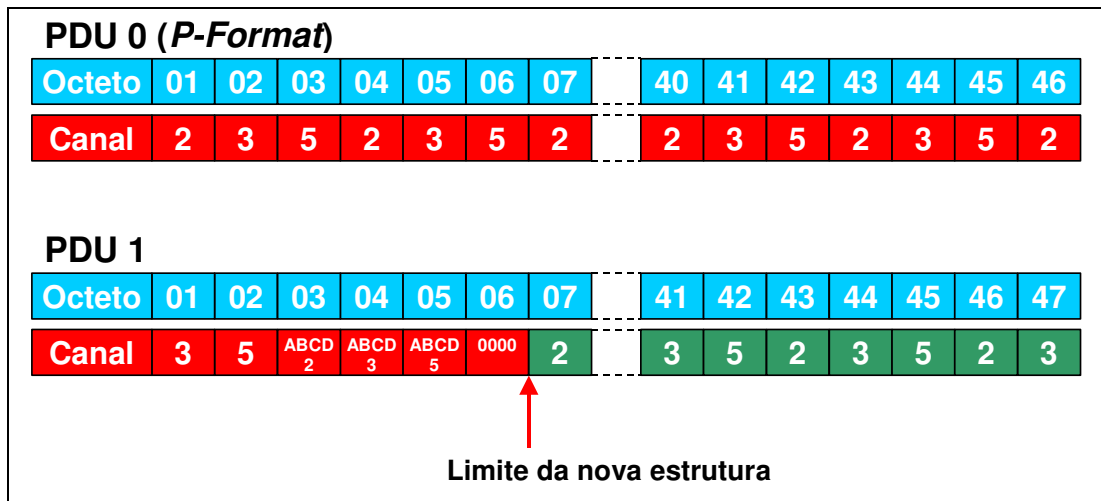 PDU 0 (P-Format)
Octeto 01 02 03 04 05 06 07 40 41 42 43 44 45 46
Canal 2 3 5 2 3 5 2 2 3 5 2 3 5 2
PDU 1
Octeto 01 02 03 04 05 06 07 41 42 43 44 45 46 47
Canal 3 5 ABCD 2 ABCD 3 ABCD 5 0000 2 3 5 2 3 5 2 3
Limite da nova estrutura